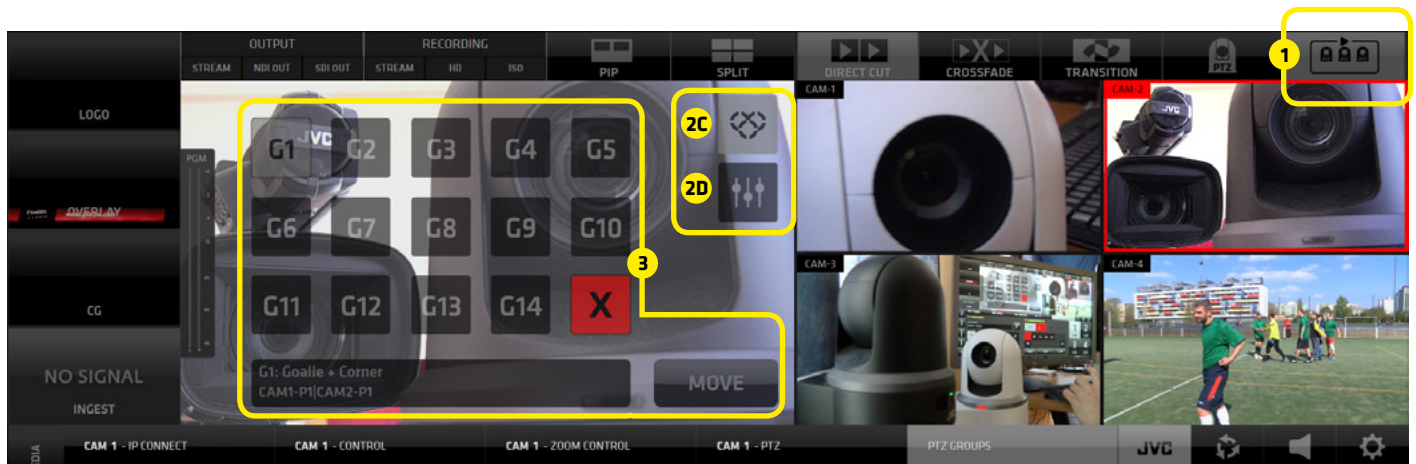 OUTPUT
RECORDING
STREAM NDI OUT SDI OUT STREAM HD ISO
PIP
SPLIT
DIRECT CUT
CROSSFADE
TRANSITION
PTZ
1
LOGO
OVERLAY
CG
NO SIGNAL
INGEST
PGM
JVC
G1 G2 G3 G4 G5
G6 G7 G8 G9 G10
G11 G12 G13 G14 X
G1: Goalie + Corner
CAM1-P1|CAM2-P1
MOVE
3
2C
2D
CAM-1
CAM-2
JVC
CAM-3
CAM-4
CAM 1 - IP CONNECT
CAM 1 - CONTROL
CAM 1 - ZOOM CONTROL
CAM 1 - PTZ
PTZ GROUPS
JVC